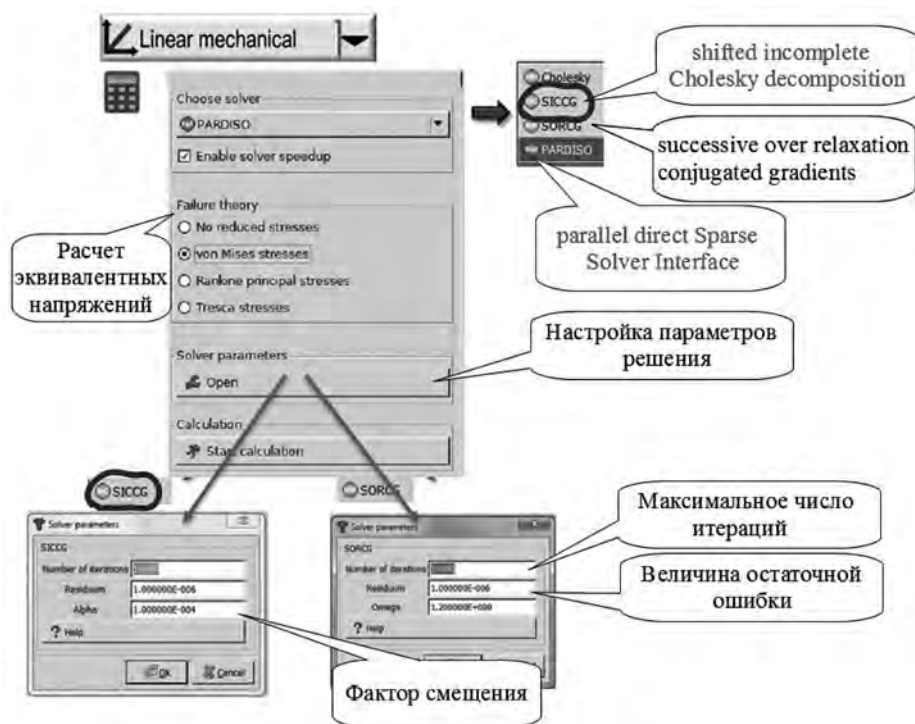 Linear mechanical
Choose solver
PARDISO
Enable solver speedup
Failure theory
No reduced stresses
von Mises stresses
Rankine principal stresses
Tresca stresses
Solver parameters
Open
Calculation
Start calculation
Cholesky
SICCG
SORCG
PARDISO
shifted incomplete
Cholesky decomposition
successive over relaxation
conjugated gradients
parallel direct Sparse
Solver Interface
Расчет
эквивалентных
напряжений
Настройка параметров
решения
SICCG
SORCG
Solver parameters
SICCG
Number of iterations
Residuum 1.000000E-006
Alpha 1.000000E-004
? Help
Ok Cancel
Solver parameters
SORCG
Number of iterations
Residuum 1.000000E-006
Omega 1.200000E+000
? Help
Максимальное число
итераций
Величина остаточной
ошибки
Фактор смещения